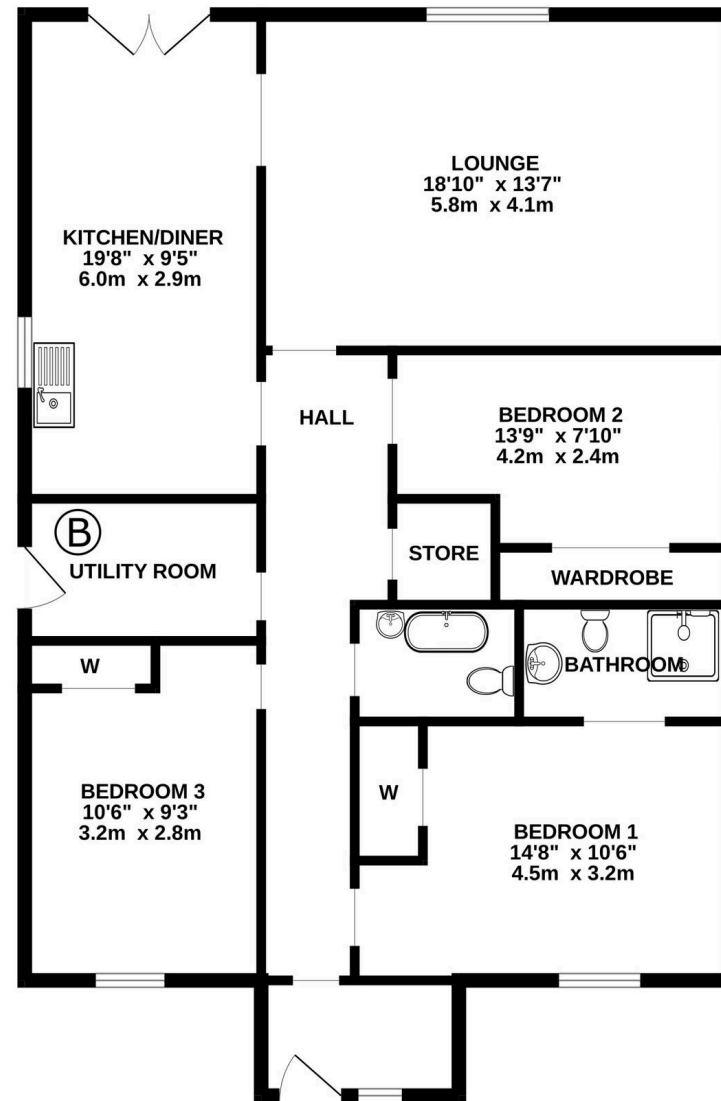 LOUNGE
18'10" x 13'7"
5.8m x 4.1m
KITCHEN/DINER
19'8" x 9'5"
6.0m x 2.9m
HALL
BEDROOM 2
13'9" x 7'10"
4.2m x 2.4m
B
UTILITY ROOM
STORE
WARDROBE
W
BATHROOM
BEDROOM 3
10'6" x 9'3"
3.2m x 2.8m
W
BEDROOM 1
14'8" x 10'6"
4.5m x 3.2m